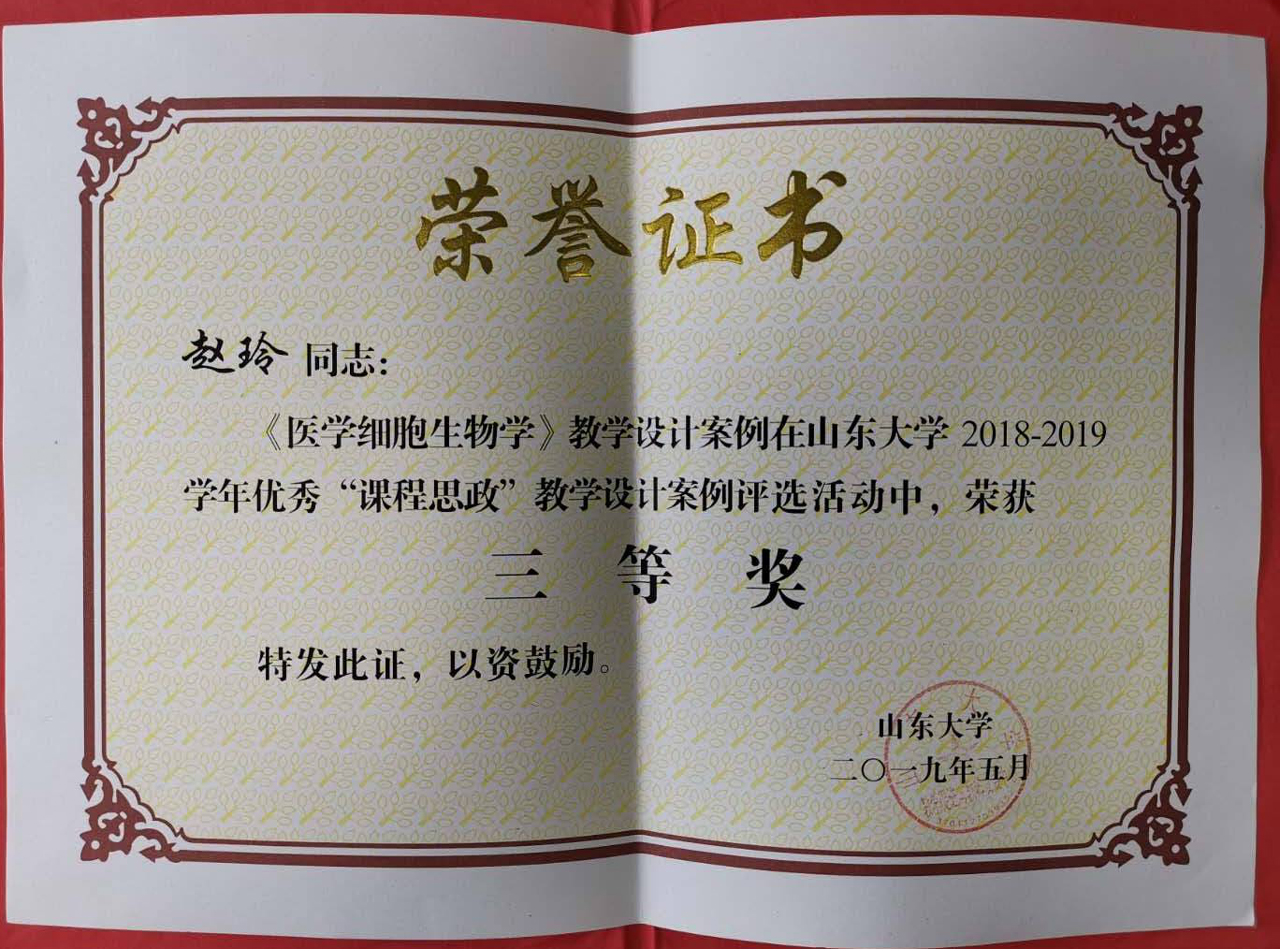 荣誉证书
赵玲 同志：
《医学细胞生物学》教学设计案例在山东大学 2018-2019
学年优秀“课程思政”教学设计案例评选活动中，荣获
三等奖
特发此证，以资鼓励。
山东大学
二〇一九年五月